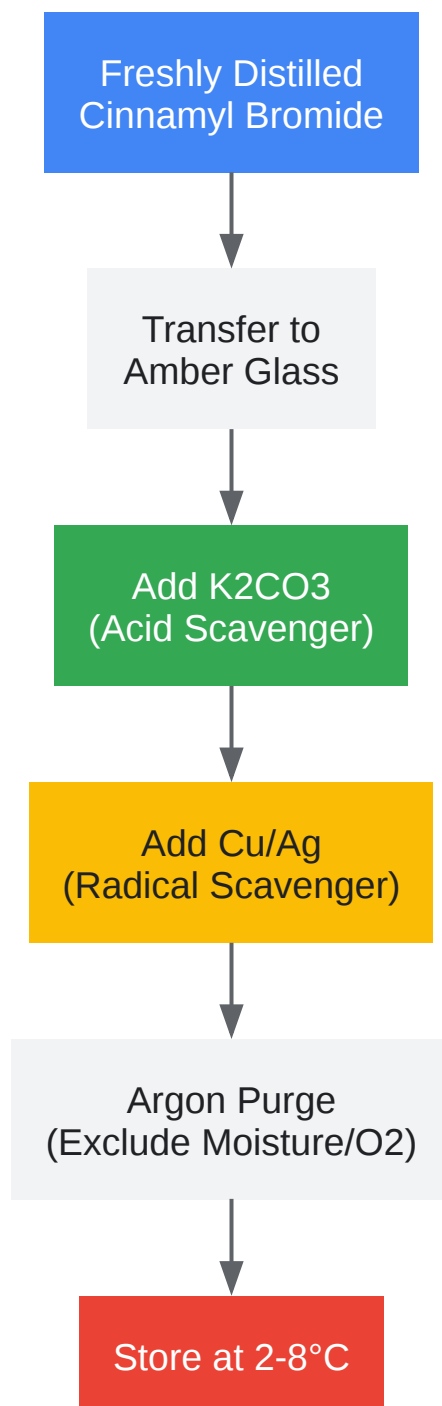 Freshly Distilled
Cinnamyl Bromide
Transfer to
Amber Glass
Add K2CO3
(Acid Scavenger)
Add Cu/Ag
(Radical Scavenger)
Argon Purge
(Exclude Moisture/O2)
Store at 2-8°C